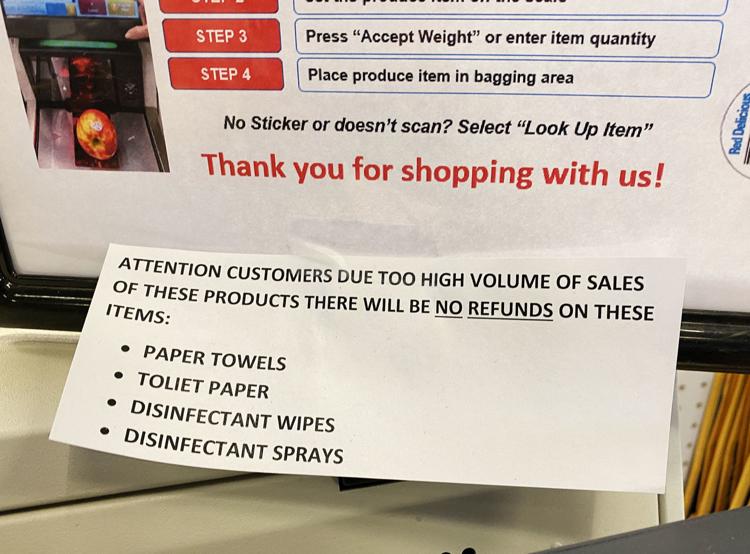 STEP 3
Press “Accept Weight” or enter item quantity
STEP 4
Place produce item in bagging area
No Sticker or doesn’t scan? Select “Look Up Item”
Thank you for shopping with us!
Red Delicious
ATTENTION CUSTOMERS DUE TOO HIGH VOLUME OF SALES
OF THESE PRODUCTS THERE WILL BE NO REFUNDS ON THESE
ITEMS:
• PAPER TOWELS
• TOLIET PAPER
• DISINFECTANT WIPES
• DISINFECTANT SPRAYS